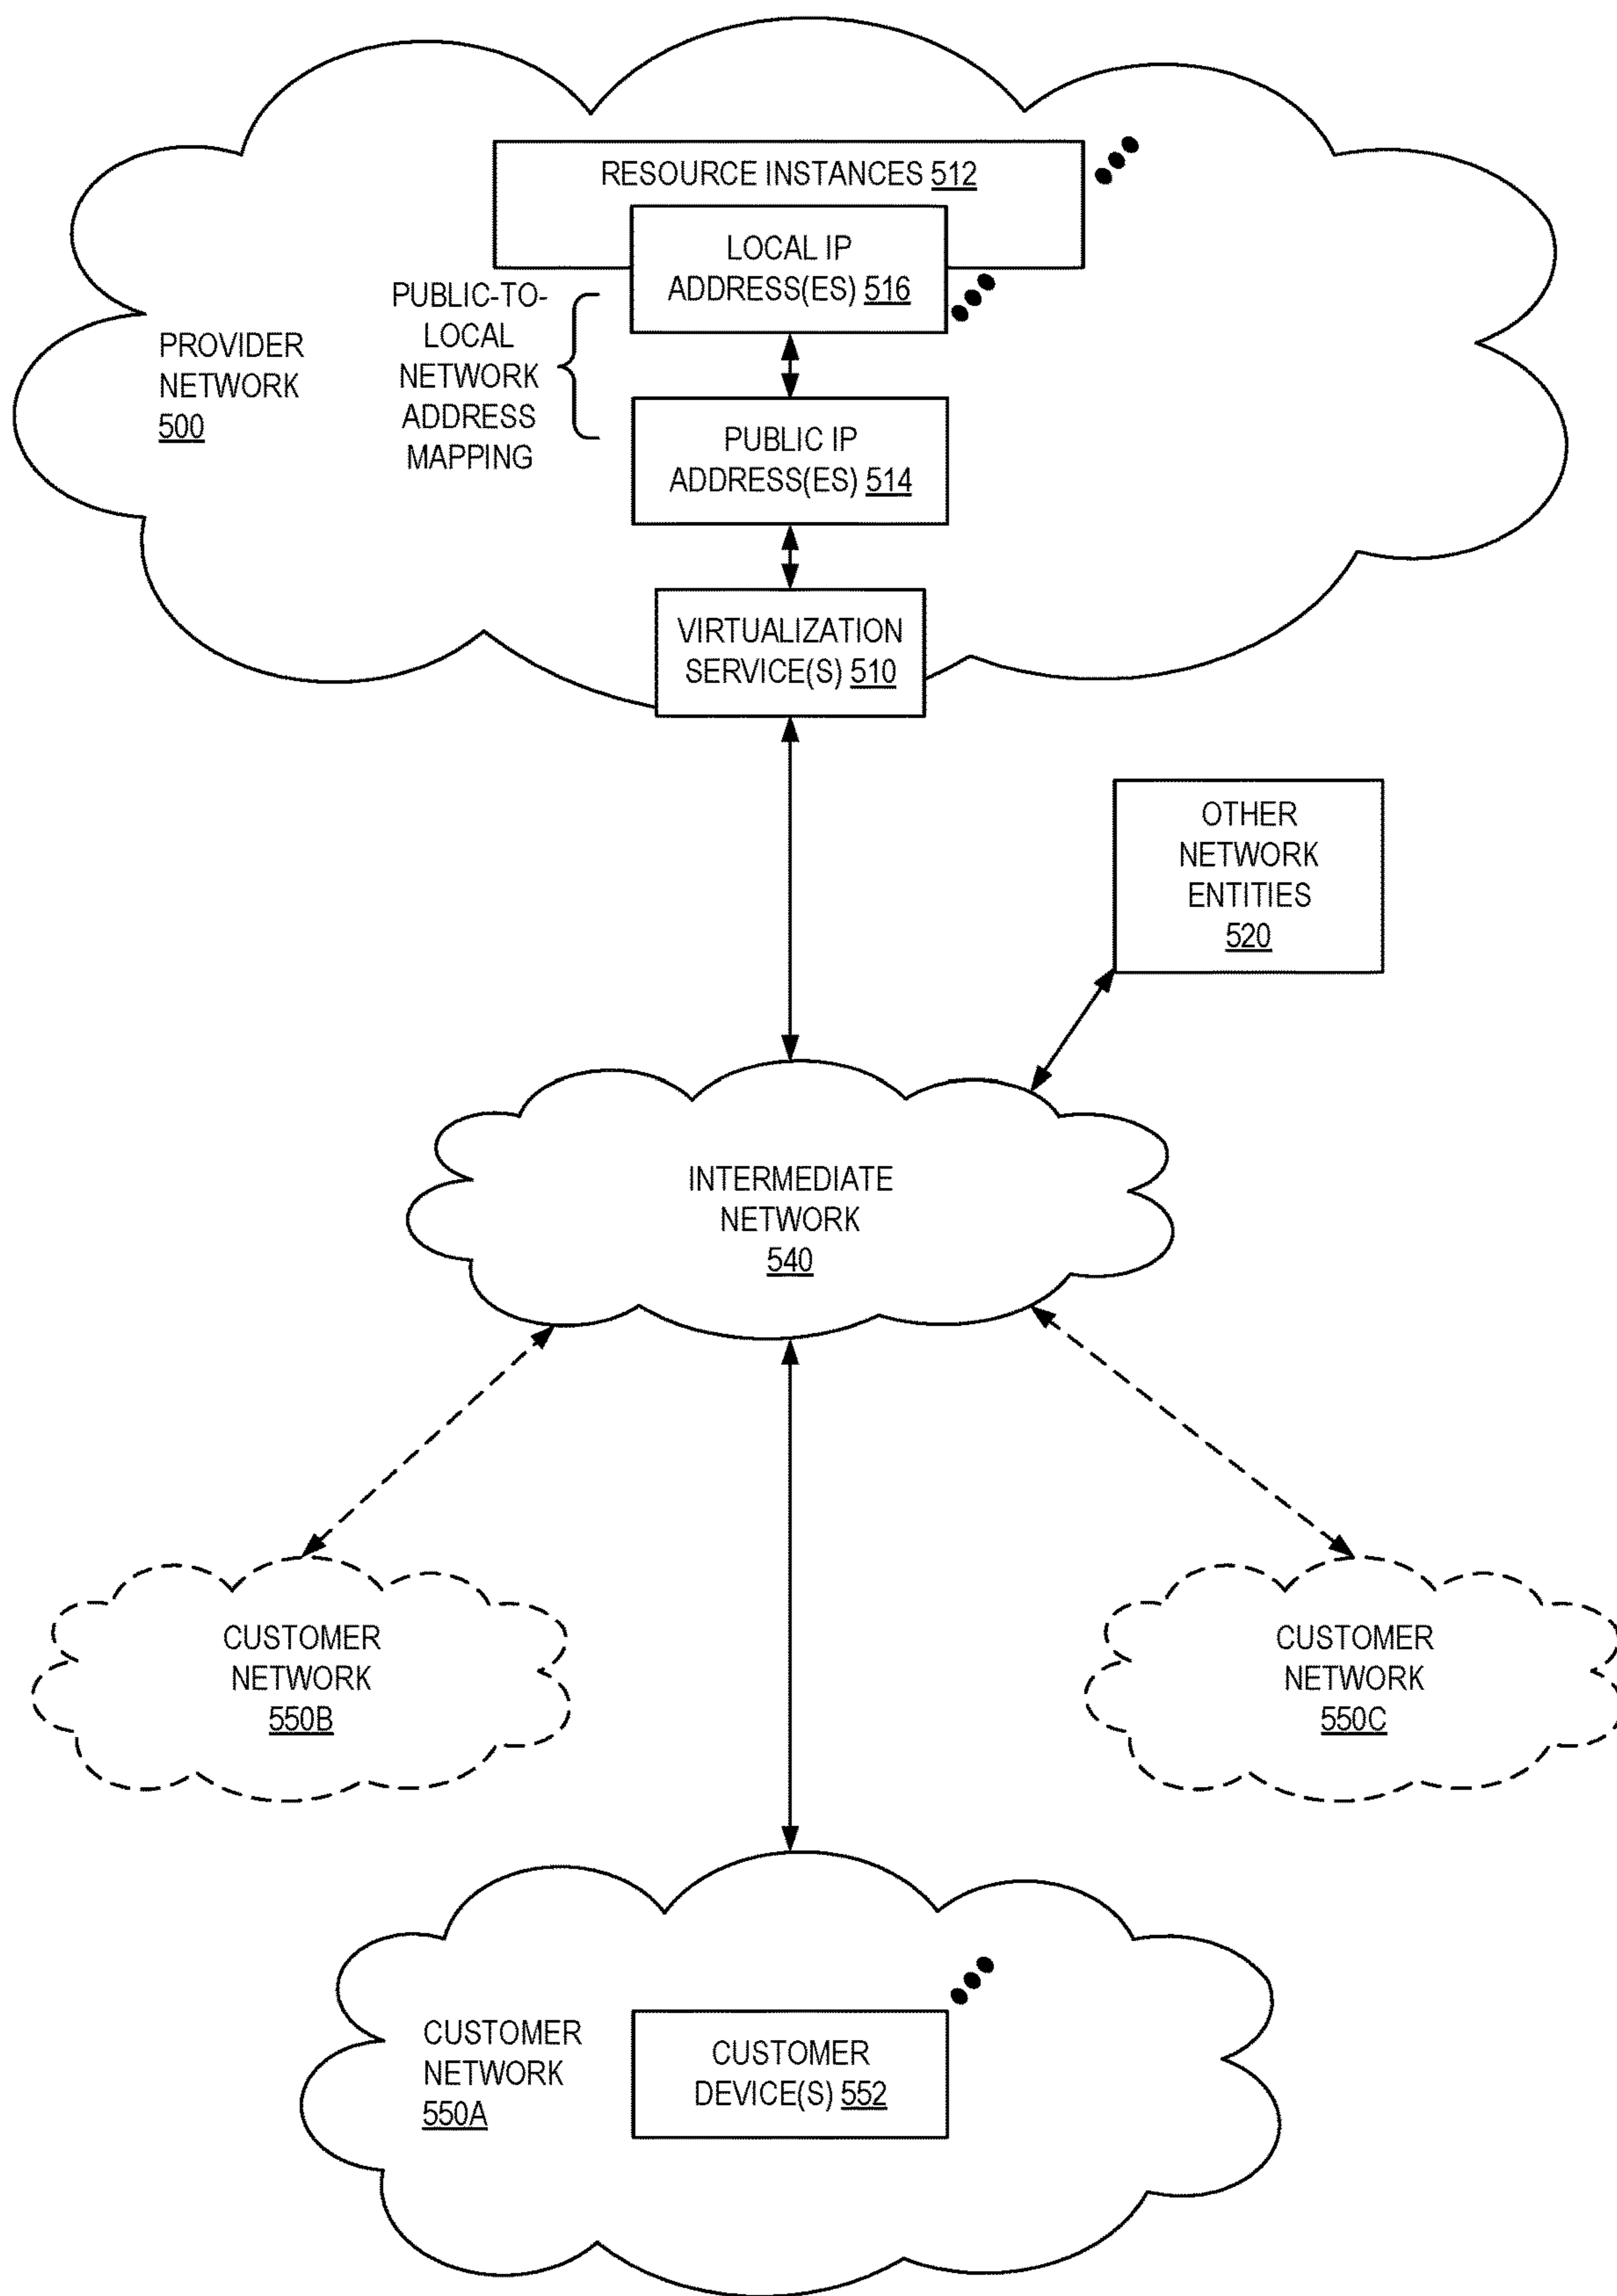 RESOURCE INSTANCES 512
LOCAL IP
ADDRESS(ES) 516
PUBLIC-TO-
LOCAL
NETWORK
ADDRESS
MAPPING
PROVIDER
NETWORK
500
PUBLIC IP
ADDRESS(ES) 514
VIRTUALIZATION
SERVICE(S) 510
OTHER
NETWORK
ENTITIES
520
INTERMEDIATE
NETWORK
540
CUSTOMER
NETWORK
550B
CUSTOMER
NETWORK
550C
CUSTOMER
NETWORK
550A
CUSTOMER
DEVICE(S) 552